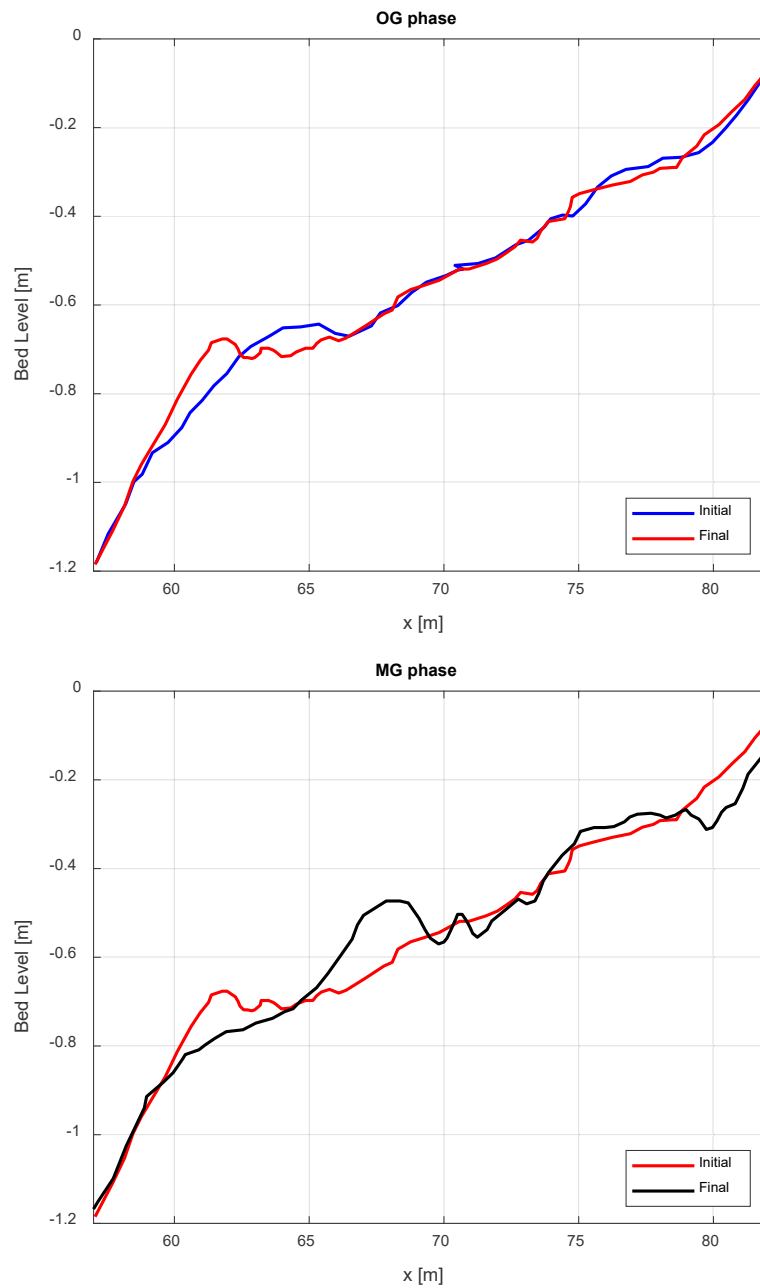 OG phase
0
-0.2
-0.4
-0.6
-0.8
-1
-1.2
Bed Level [m]
60 65 70 75 80
x [m]
Initial
Final
MG phase
0
-0.2
-0.4
-0.6
-0.8
-1
-1.2
Bed Level [m]
60 65 70 75 80
x [m]
Initial
Final